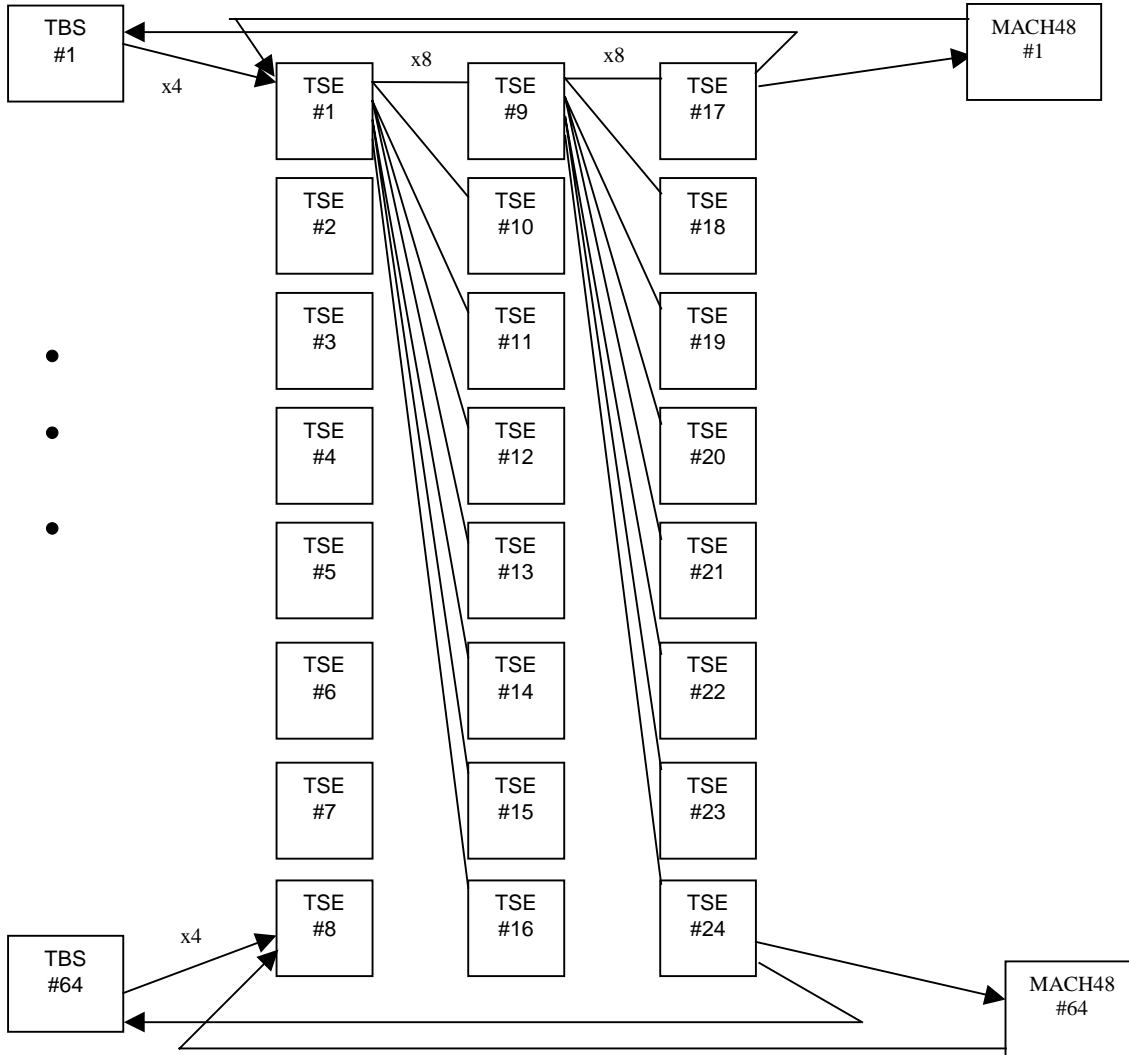 TBS
#1
MACH48
#1
x4
x8
x8
TSE
#1
TSE
#9
TSE
#17
TSE
#2
TSE
#10
TSE
#18
TSE
#3
TSE
#11
TSE
#19
TSE
#4
TSE
#12
TSE
#20
TSE
#5
TSE
#13
TSE
#21
TSE
#6
TSE
#14
TSE
#22
TSE
#7
TSE
#15
TSE
#23
TSE
#8
TSE
#16
TSE
#24
x4
TBS
#64
MACH48
#64